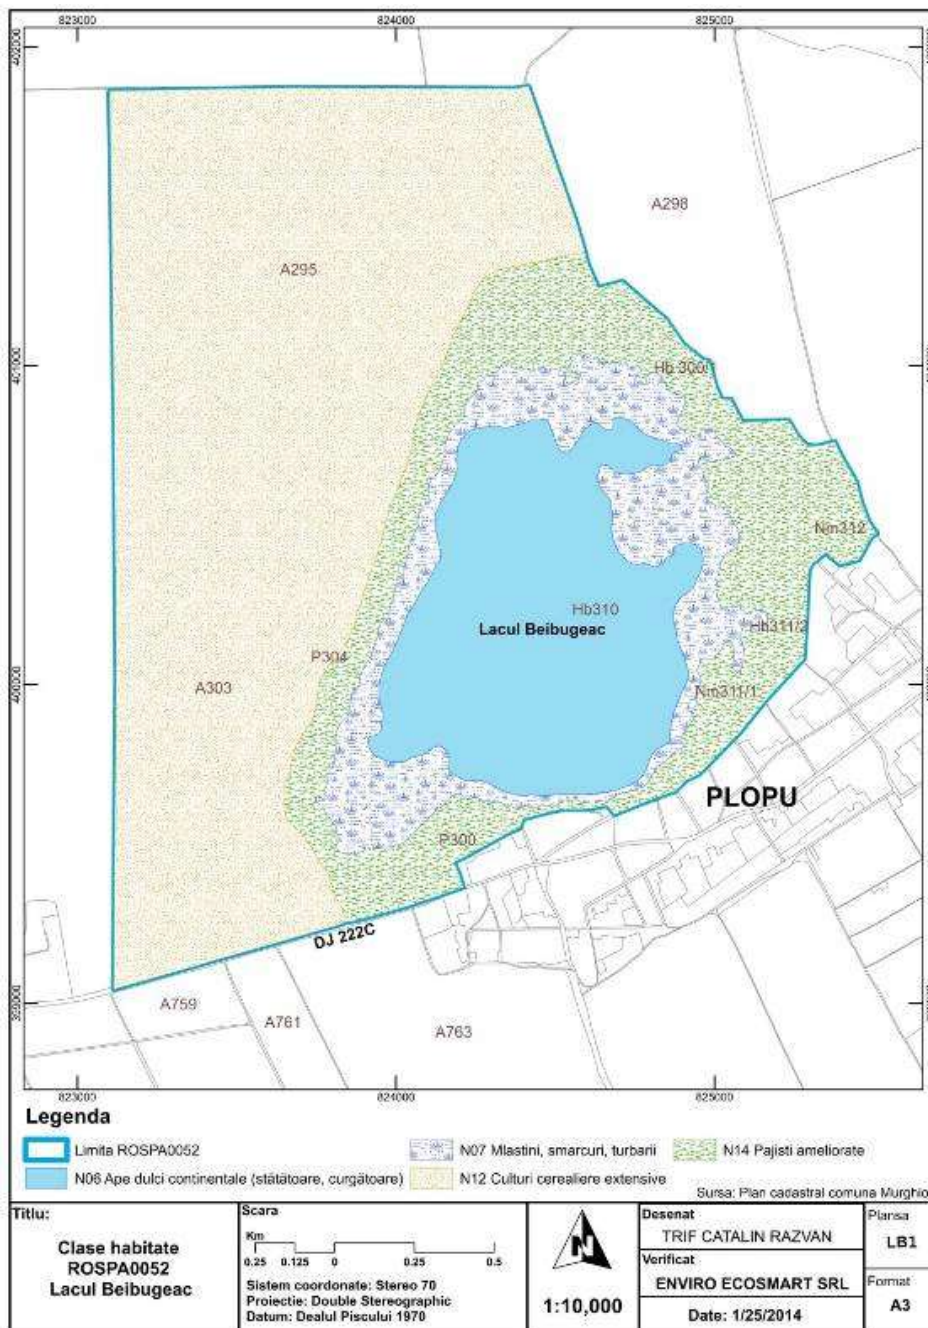 823000 824000 825000
402000
A298
A295
401000
Hb 300/1
Nm312
Hb310
Lacul Beibugeac
Hb311/2
P304
400000
A303
Nm311/1
PLOPU
P300
DJ 222C
399000
A759
A761
A763
823000 824000 825000
Legenda
Limita ROSPA0052
N07 Mlastini, smarcuri, turbarii
N14 Pajisti ameliorate
N06 Ape dulci continentale (stătătoare, curgătoare)
N12 Culturi cerealiere extensive
Sursa: Plan cadastral comuna Murghio
Titlu:
Clase habitate
ROSPA0052
Lacul Beibugeac
Scara
Km
0.25 0.125 0 0.25 0.5
Sistem coordonate: Stereo 70
Proiectie: Double Stereographic
Datum: Dealul Piscului 1970
N
1:10,000
Desenat
TRIF CATALIN RAZVAN
Verificat
ENVIRO ECOSMART SRL
Date: 1/25/2014
Plansa
LB1
Format
A3